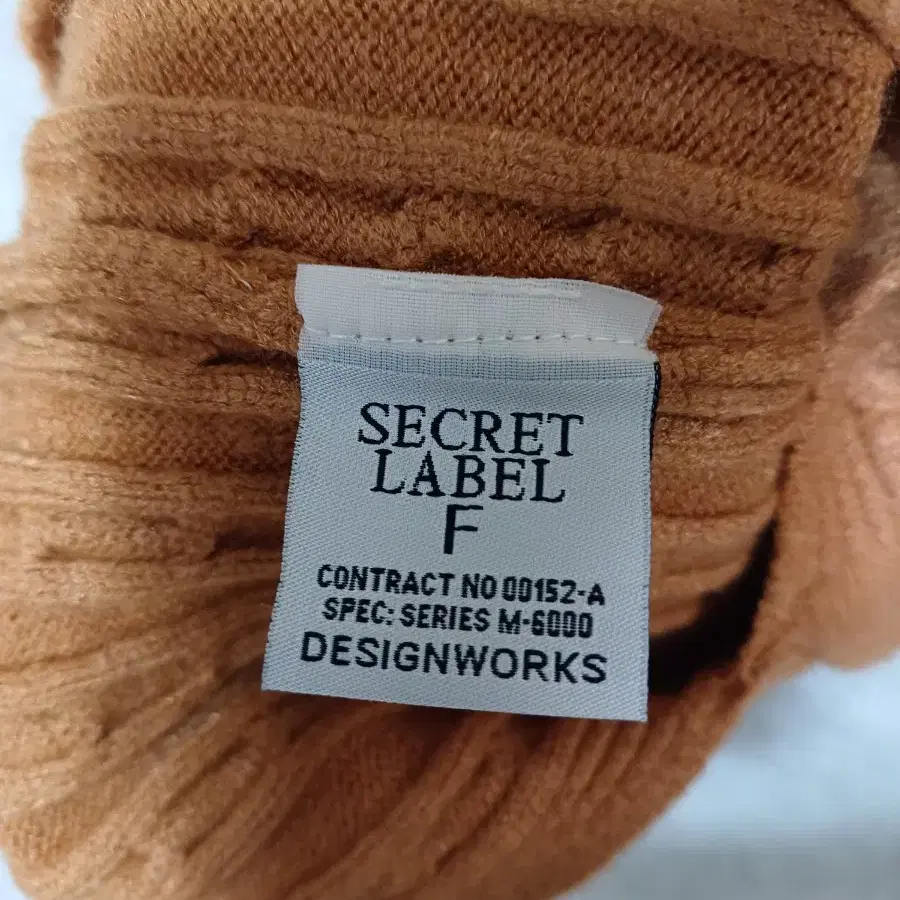 SECRET
LABEL
F
CONTRACT NO 00152-A
SPEC: SERIES M-6000
DESIGNWORKS